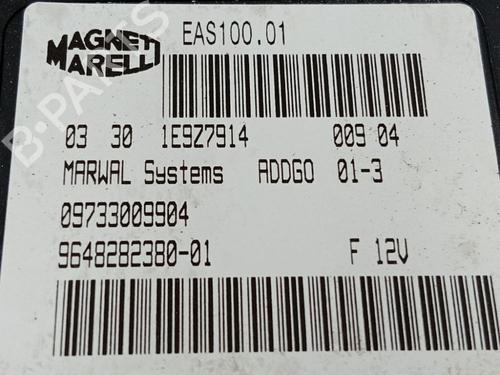 MAGNETI
MARELLI
EAS100.01
03 30 1E9Z7914 009 04
MARWAL Systems ADDGO 01-3
09733009904
9648282380-01 F 12V
B-PARTS